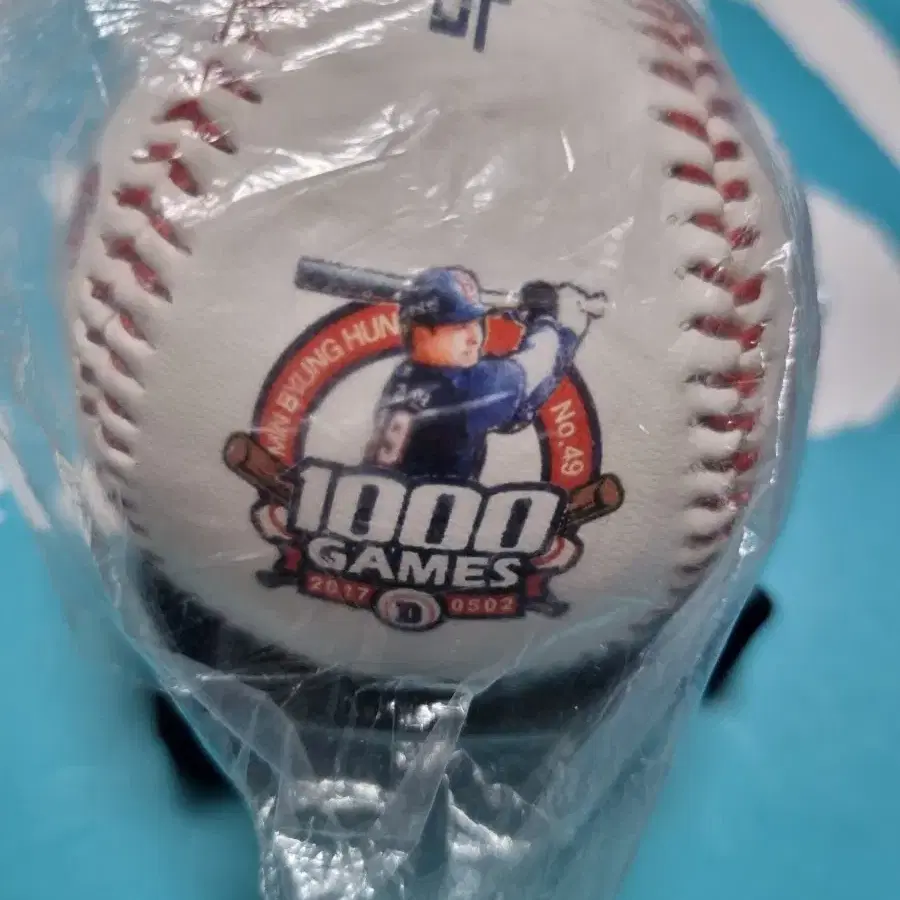 MIN BYUNG HUN
No.49
1000
GAMES
2017 D 0502